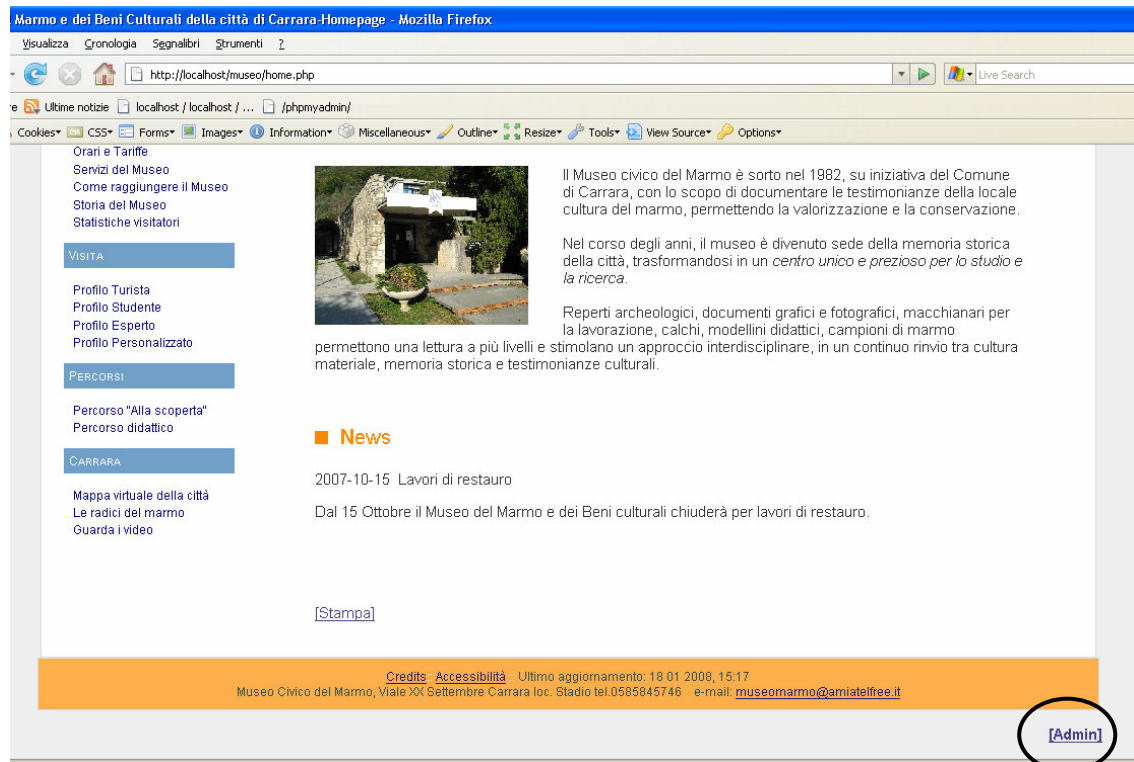 Marmo e dei Beni Culturali della città di Carrara-Homepage - Mozilla Firefox
Visualizza Cronologia Segnalibri Strumenti ?
http://localhost/museo/home.php
Live Search
Ultime notizie localhost / localhost / ... /phpmyadmin/
Cookies CSS Forms Images Information Miscellaneous Outline Resize Tools View Source Options
Orari e Tariffe
Servizi del Museo
Come raggiungere il Museo
Storia del Museo
Statistiche visitatori
VISITA
Profilo Turista
Profilo Studente
Profilo Esperto
Profilo Personalizzato
PERCORSI
Percorso "Alla scoperta"
Percorso didattico
CARRARA
Mappa virtuale della città
Le radici del marmo
Guarda i video
Il Museo civico del Marmo è sorto nel 1982, su iniziativa del Comune
di Carrara, con lo scopo di documentare le testimonianze della locale
cultura del marmo, permettendo la valorizzazione e la conservazione.
Nel corso degli anni, il museo è divenuto sede della memoria storica
della città, trasformandosi in un centro unico e prezioso per lo studio e
la ricerca.
Reperti archeologici, documenti grafici e fotografici, macchianari per
la lavorazione, calchi, modellini didattici, campioni di marmo
permettono una lettura a più livelli e stimolano un approccio interdisciplinare, in un continuo rinvio tra cultura
materiale, memoria storica e testimonianze culturali.
News
2007-10-15 Lavori di restauro
Dal 15 Ottobre il Museo del Marmo e dei Beni culturali chiuderà per lavori di restauro.
[Stampa]
Credits :: Accessibilità :: Ultimo aggiornamento: 18 01 2008, 15:17
Museo Civico del Marmo, Viale XX Settembre Carrara loc. Stadio tel.0585845746 e-mail: museomarmo@amiatelfree.it
[Admin]